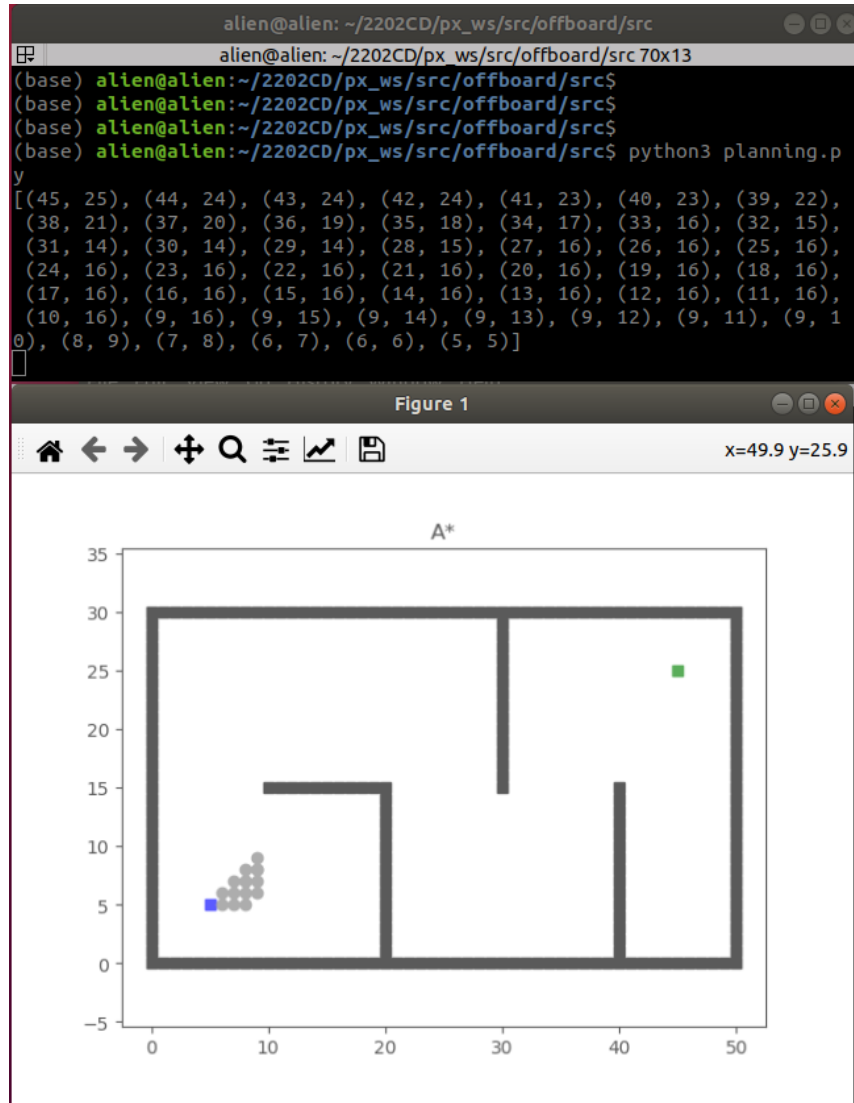 alien@alien: ~/2202CD/px_ws/src/offboard/src
alien@alien: ~/2202CD/px_ws/src/offboard/src 70x13
(base) alien@alien:~/2202CD/px_ws/src/offboard/src$
(base) alien@alien:~/2202CD/px_ws/src/offboard/src$
(base) alien@alien:~/2202CD/px_ws/src/offboard/src$
(base) alien@alien:~/2202CD/px_ws/src/offboard/src$ python3 planning.p
y
[(45, 25), (44, 24), (43, 24), (42, 24), (41, 23), (40, 23), (39, 22),
(38, 21), (37, 20), (36, 19), (35, 18), (34, 17), (33, 16), (32, 15),
(31, 14), (30, 14), (29, 14), (28, 15), (27, 16), (26, 16), (25, 16),
(24, 16), (23, 16), (22, 16), (21, 16), (20, 16), (19, 16), (18, 16),
(17, 16), (16, 16), (15, 16), (14, 16), (13, 16), (12, 16), (11, 16),
(10, 16), (9, 16), (9, 15), (9, 14), (9, 13), (9, 12), (9, 11), (9, 1
0), (8, 9), (7, 8), (6, 7), (6, 6), (5, 5)]
Figure 1
x=49.9 y=25.9
A*
35
30
25
20
15
10
5
0
−5
0 10 20 30 40 50